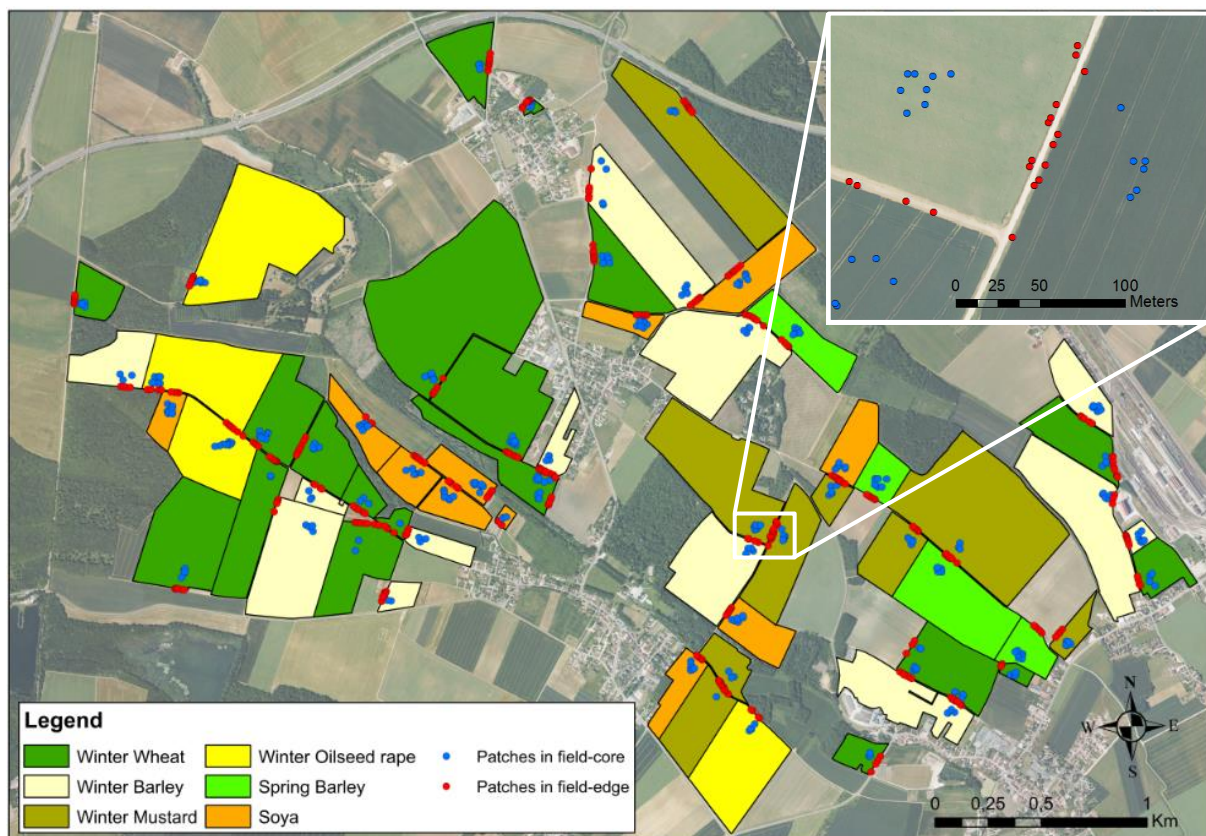 0 25 50 100
Meters
Legend
Winter Wheat
Winter Oilseed rape
Patches in field-core
Winter Barley
Spring Barley
Patches in field-edge
Winter Mustard
Soya
N
W E
S
0 0,25 0,5 1
Km